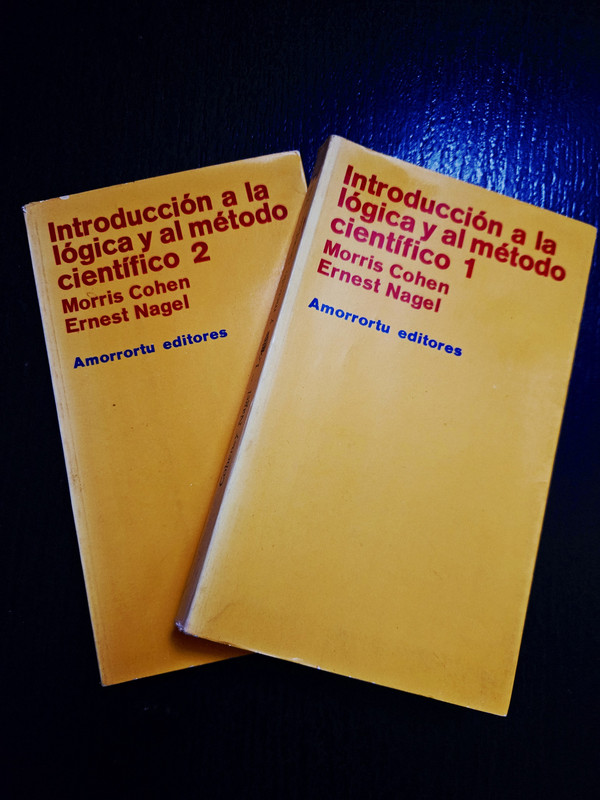 Introducción a la
lógica y al método
científico 2
Morris Cohen
Ernest Nagel
Amorrortu editores
Introducción a la
lógica y al método
científico 1
Morris Cohen
Ernest Nagel
Amorrortu editores